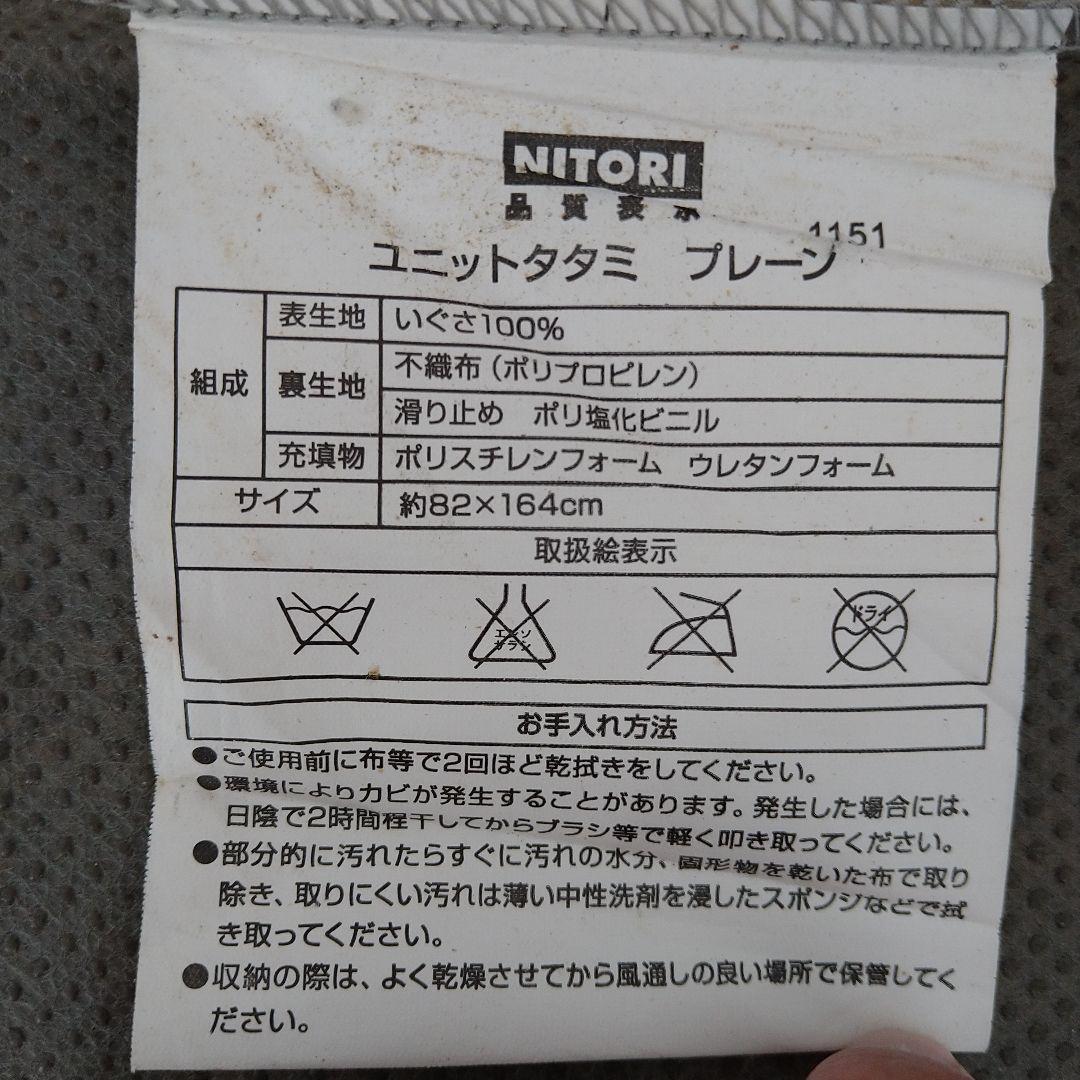 NITORI
品質表示
1151
ユニットタタミ プレーン
組成
表生地 いぐさ100%
裏生地 不織布(ポリプロピレン)
滑り止め ポリ塩化ビニル
充填物 ポリスチレンフォーム ウレタンフォーム
サイズ 約82×164cm
取扱絵表示
エンソ
サラシ
ドライ
お手入れ方法
●ご使用前に布等で2回ほど乾拭きをしてください。
●環境によりカビが発生することがあります。発生した場合には、
日陰で2時間程干してからブラシ等で軽く叩き取ってください。
●部分的に汚れたらすぐに汚れの水分、固形物を乾いた布で取り
除き、取りにくい汚れは薄い中性洗剤を浸したスポンジなどで拭
き取ってください。
●収納の際は、よく乾燥させてから風通しの良い場所で保管してく
ださい。